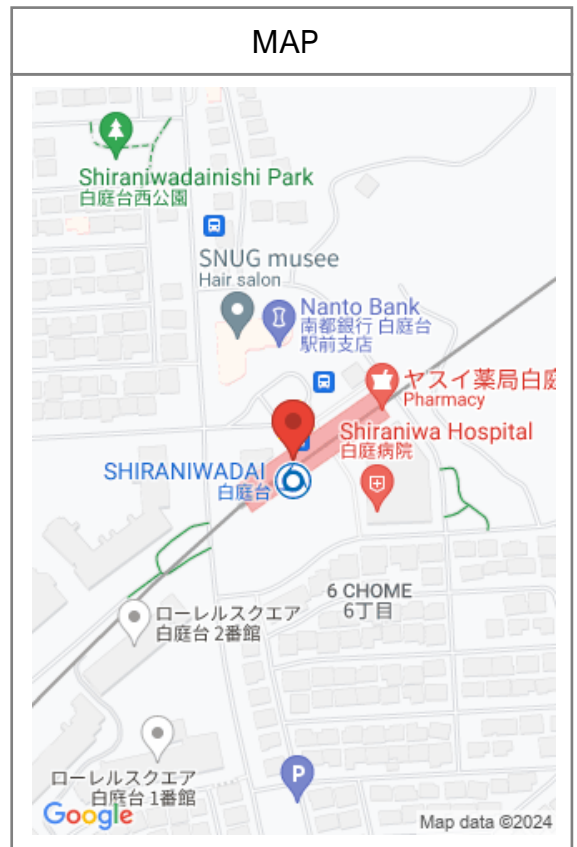 MAP
Shiraniwadainishi Park
白庭台西公園
SNUG musee
Hair salon
Nanto Bank
南都銀行 白庭台
駅前支店
ヤスイ薬局白庭
Pharmacy
Shiraniwa Hospital
白庭病院
SHIRANIWADAI
白庭台
6 CHOME
6丁目
ローレルスクエア
白庭台 2番館
ローレルスクエア
白庭台 1番館
P
Google
Map data ©2024